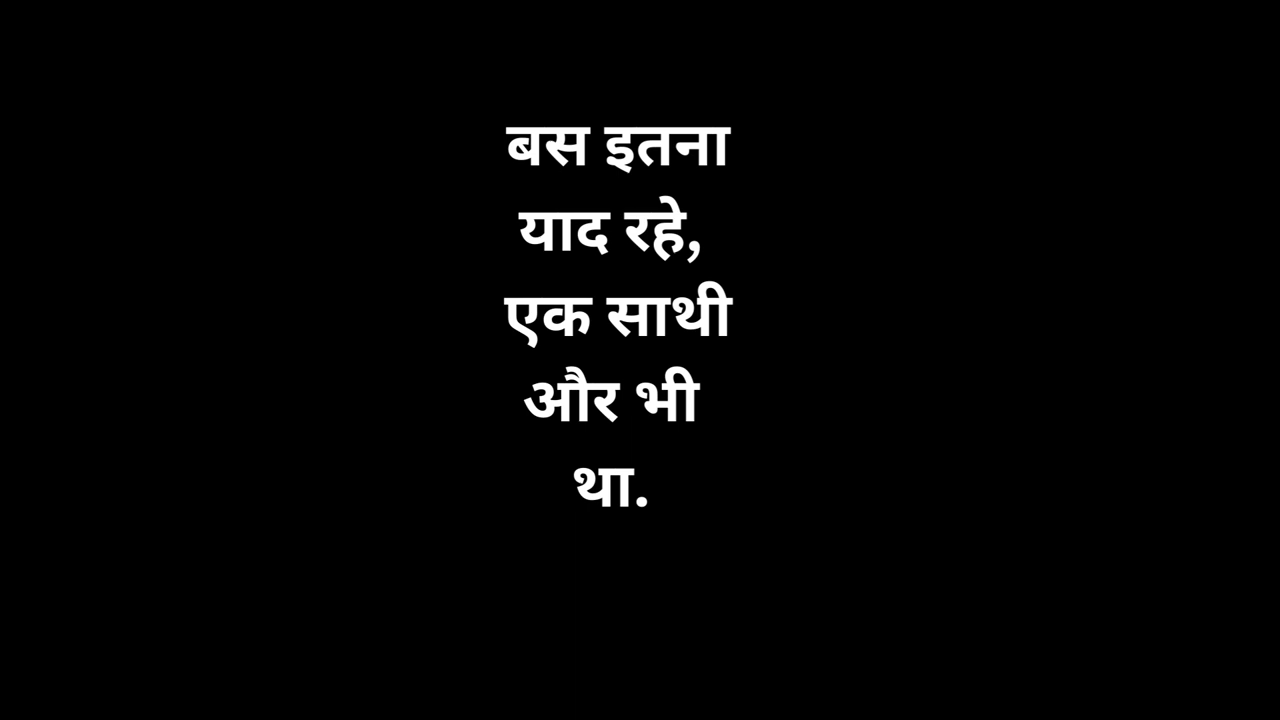 बस इतना
याद रहे,
एक साथी
और भी
था.